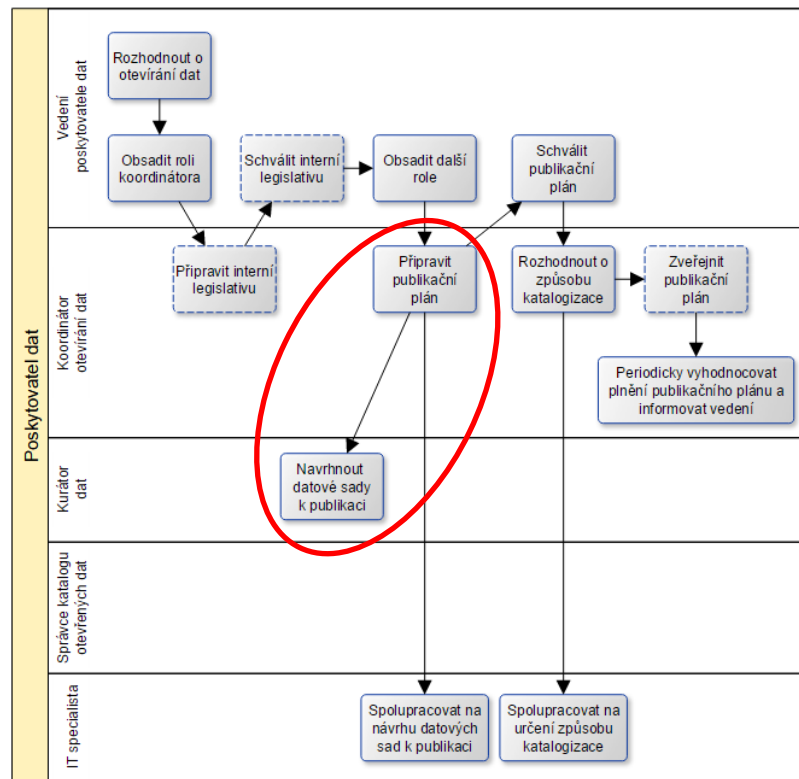 Poskytovatel dat
Vedení
poskytovatele dat
Rozhodnout o
otevírání dat
Obsadit roli
koordinátora
Schválit interní
legislativu
Obsadit další
role
Schválit
publikační
plán
Koordinátor
otevírání dat
Připravit interní
legislativu
Připravit
publikační
plán
Rozhodnout o
způsobu
katalogizace
Zveřejnit
publikační
plán
Periodicky vyhodnocovat
plnění publikačního plánu a
informovat vedení
Kurátor
dat
Navrhnout
datové sady
k publikaci
Správce katalogu
otevřených dat
IT specialista
Spolupracovat na
návrhu datových
sad k publikaci
Spolupracovat na
určení způsobu
katalogizace